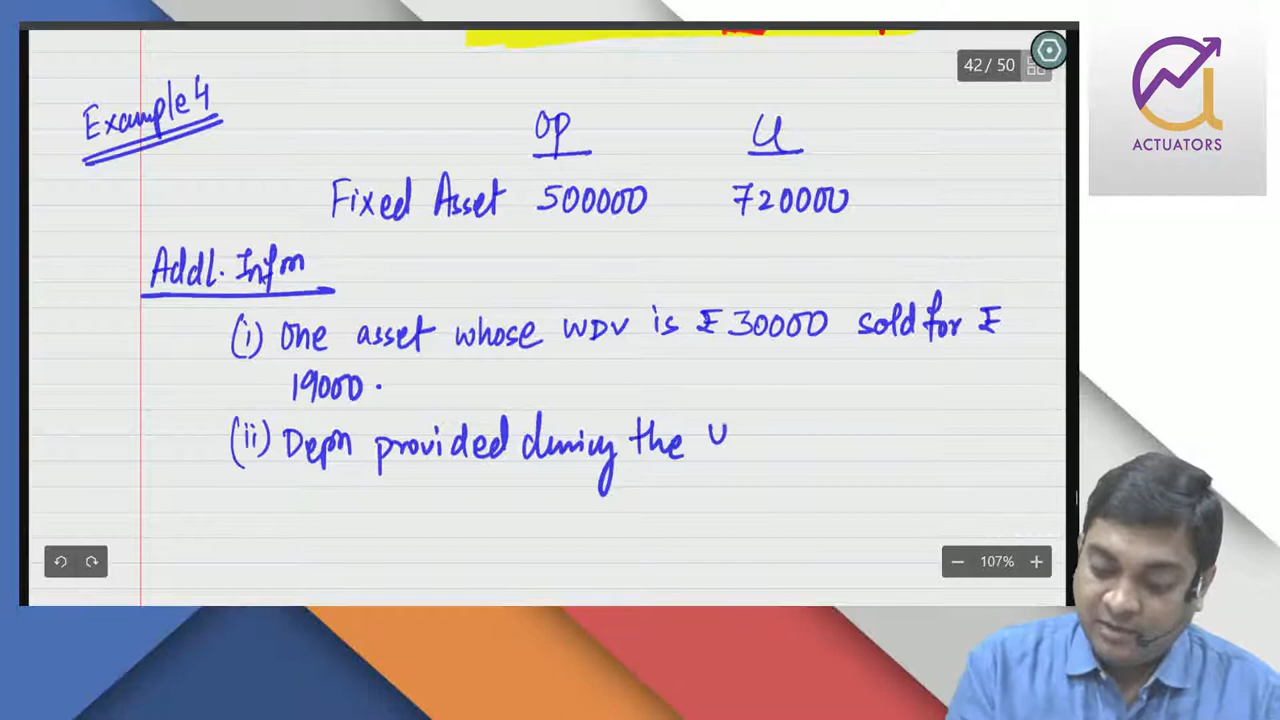 42 / 50
ACTUATORS
Example 4
Op Cl
Fixed Asset 500000 720000
Addl. Infm
(i) One asset whose WDV is ₹ 30000 sold for ₹
19000.
(ii) Depn provided during the
107%